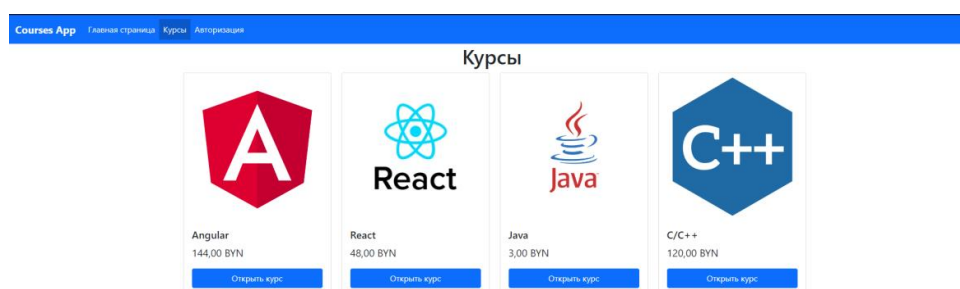 Courses App Главная страница Курсы Авторизация
Курсы
A
React
Java
C++
Angular
144,00 BYN
Открыть курс
React
48,00 BYN
Открыть курс
Java
3,00 BYN
Открыть курс
C/C++
120,00 BYN
Открыть курс